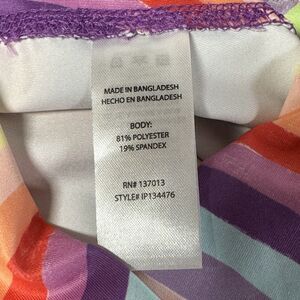 MADE IN BANGLADESH
HECHO EN BANGLADESH
BODY:
81% POLYESTER
19% SPANDEX
RN# 137013
STYLE# IP134476